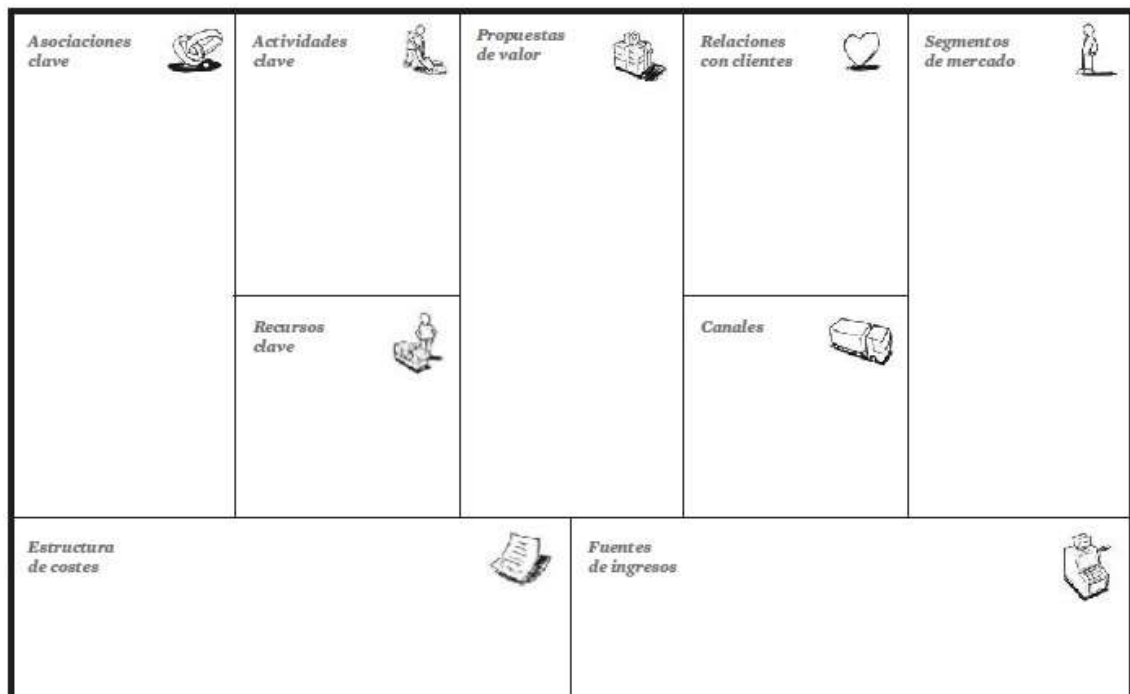 Asociaciones
clave
Actividades
clave
Propuestas
de valor
Relaciones
con clientes
Segmentos
de mercado
Recursos
clave
Canales
Estructura
de costes
Fuentes
de ingresos